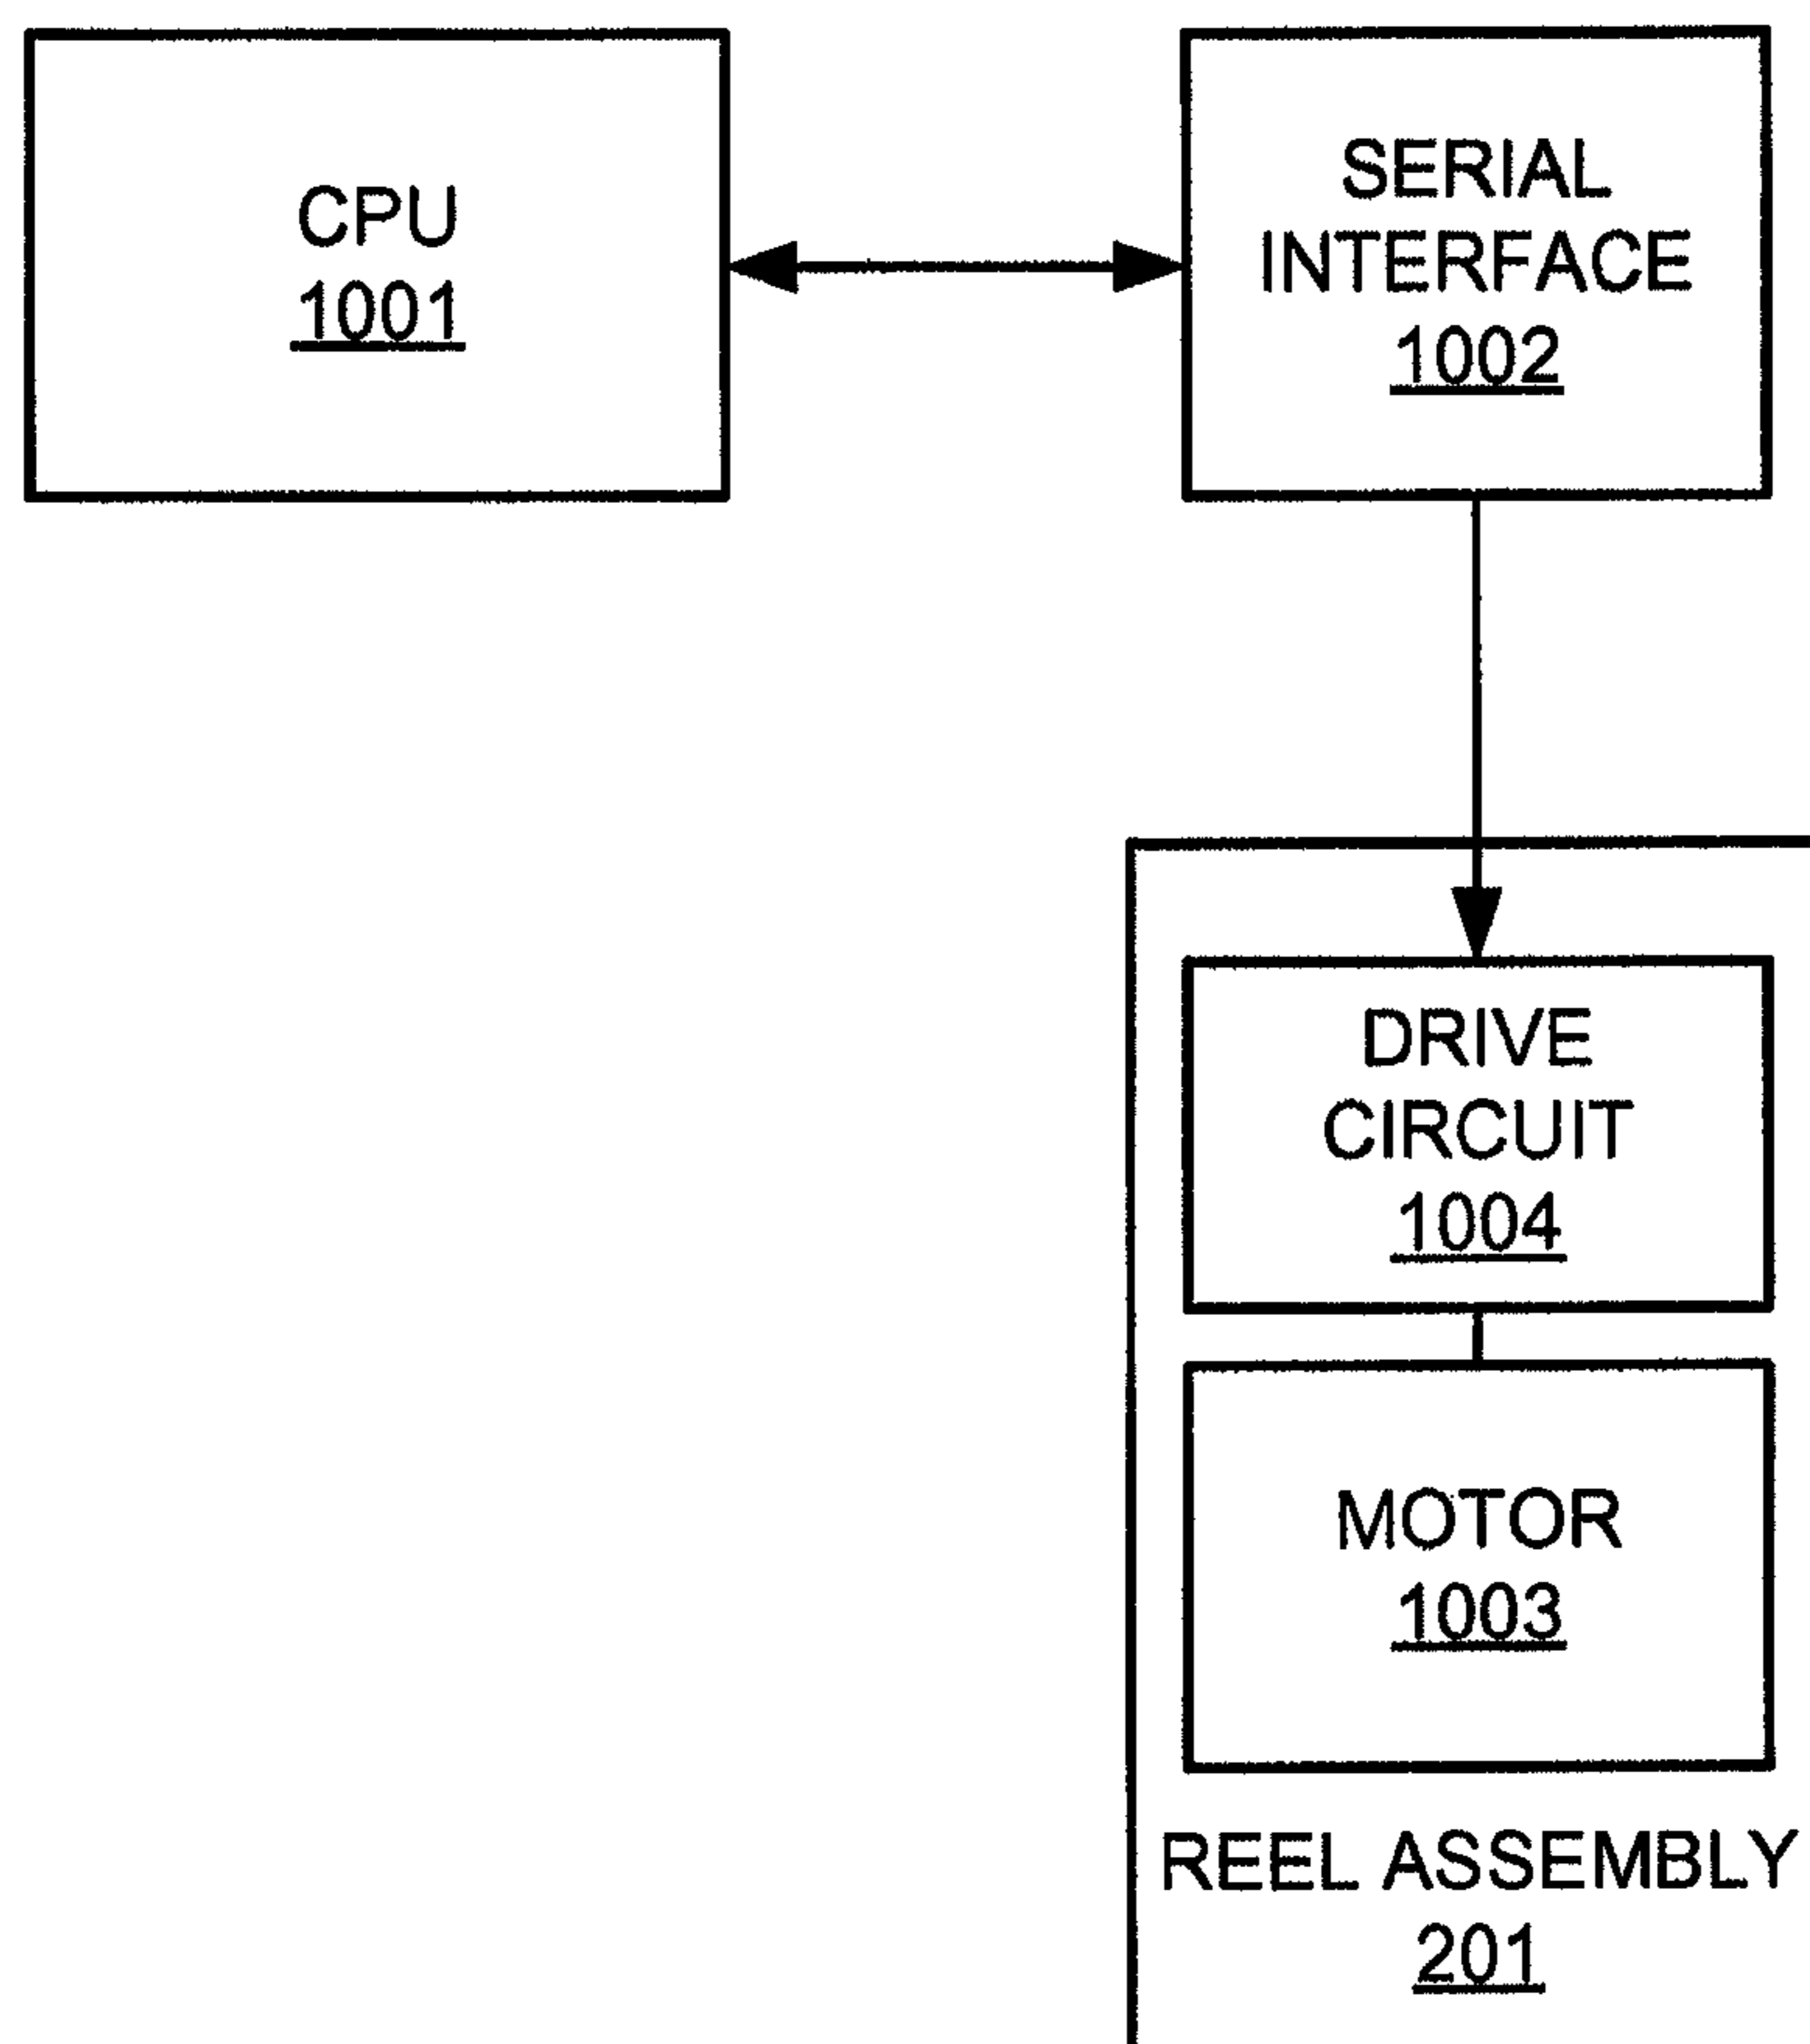 CPU
1001
SERIAL
INTERFACE
1002
DRIVE
CIRCUIT
1004
MOTOR
1003
REEL ASSEMBLY
201